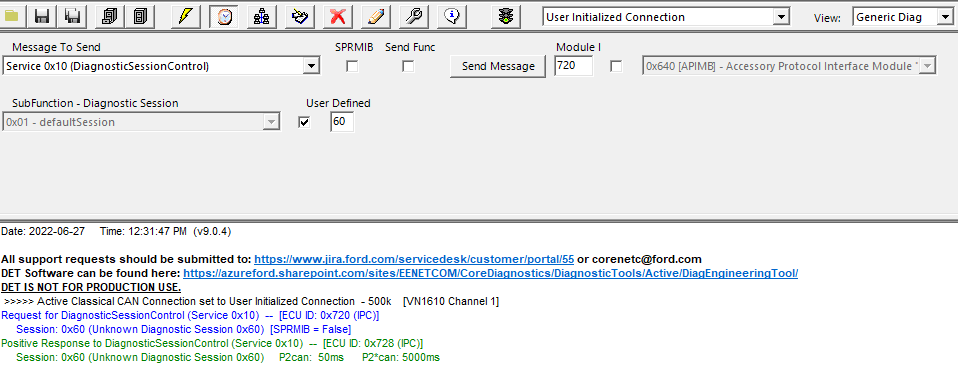 User Initialized Connection View: Generic Diag
Message To Send SPRMIB Send Func Module I
Service 0x10 (DiagnosticSessionControl) Send Message 720 0x640 [APIMB] - Accessory Protocol Interface Module
SubFunction - Diagnostic Session User Defined
0x01 - defaultSession 60
Date: 2022-06-27 Time: 12:31:47 PM (v9.0.4)
All support requests should be submitted to: https://www.jira.ford.com/servicedesk/customer/portal/55 or corenetc@ford.com
DET Software can be found here: https://azureford.sharepoint.com/sites/EENETCOM/CoreDiagnostics/DiagnosticTools/Active/DiagEngineeringTool/
DET IS NOT FOR PRODUCTION USE.
>>>>> Active Classical CAN Connection set to User Initialized Connection - 500k [VN1610 Channel 1]
Request for DiagnosticSessionControl (Service 0x10) -- [ECU ID: 0x720 (IPC)]
Session: 0x60 (Unknown Diagnostic Session 0x60) [SPRMIB = False]
Positive Response to DiagnosticSessionControl (Service 0x10) -- [ECU ID: 0x728 (IPC)]
Session: 0x60 (Unknown Diagnostic Session 0x60) P2can: 50ms P2*can: 5000ms